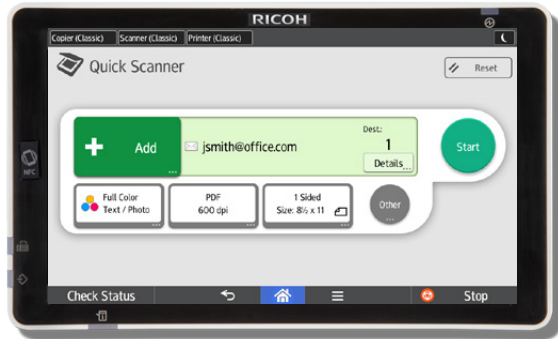 RICOH
Copier (Classic) Scanner (Classic) Printer (Classic)
Quick Scanner
Reset
Add
jsmith@office.com
Dest.:
1
Details
Start
Full Color
Text / Photo
PDF
600 dpi
1 Sided
Size: 8½ x 11
Other
NFC
Check Status
Stop